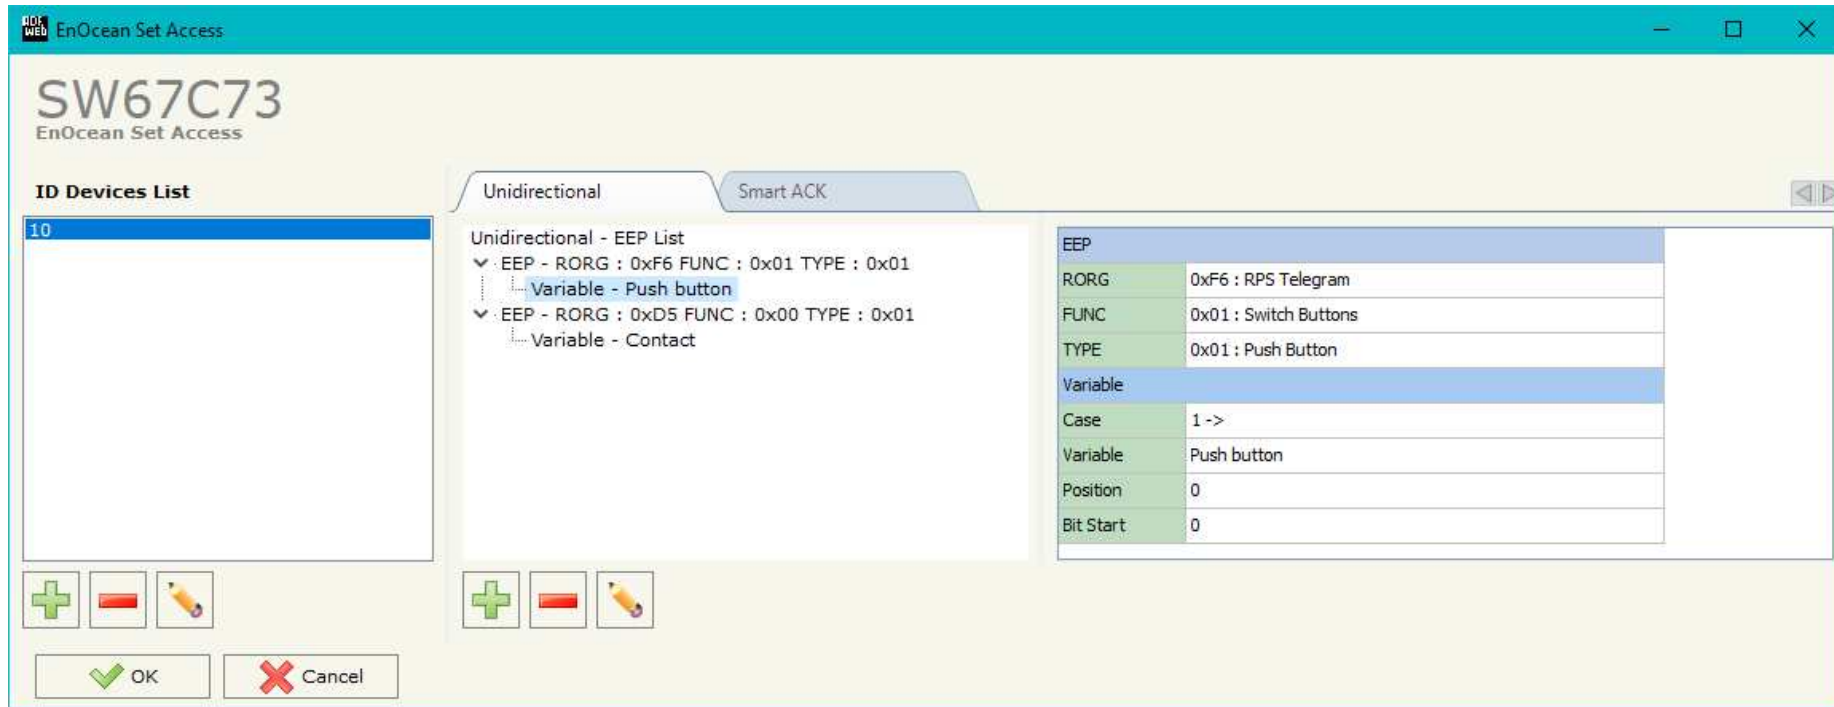 ADF
WEB
EnOcean Set Access
SW67C73
EnOcean Set Access
ID Devices List
10
Unidirectional
Smart ACK
Unidirectional - EEP List
EEP - RORG : 0xF6 FUNC : 0x01 TYPE : 0x01
Variable - Push button
EEP - RORG : 0xD5 FUNC : 0x00 TYPE : 0x01
Variable - Contact
EEP
RORG 0xF6 : RPS Telegram
FUNC 0x01 : Switch Buttons
TYPE 0x01 : Push Button
Variable
Case 1 ->
Variable Push button
Position 0
Bit Start 0
OK
Cancel